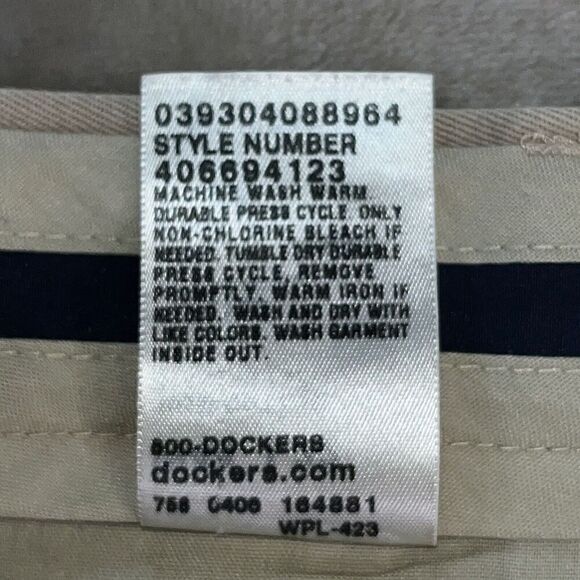 039304088964
STYLE NUMBER
406694123
MACHINE WASH WARM
DURABLE PRESS CYCLE. ONLY
NON-CHLORINE BLEACH IF
NEEDED. TUMBLE DRY DURABLE
PRESS CYCLE, REMOVE
PROMPTLY. WARM IRON IF
NEEDED. WASH AND DRY WITH
LIKE COLORS. WASH GARMENT
INSIDE OUT.
800-DOCKERS
dockers.com
756 0406 164881
WPL-423